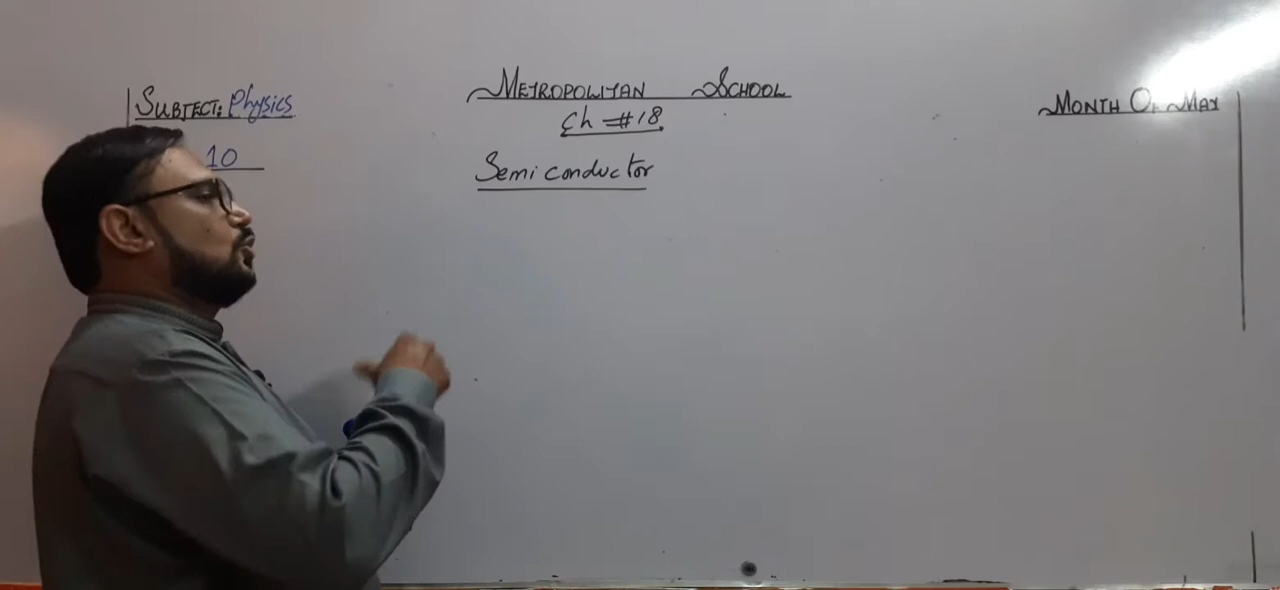 METROPOLITAN SCHOOL
SUBJECT: Physics
MONTH OF MAY
Ch # 18
10
Semi conductor